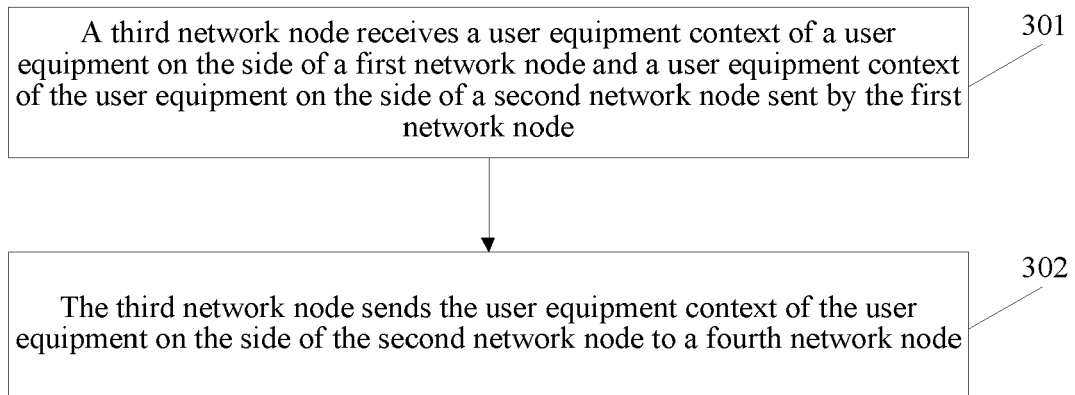 A third network node receives a user equipment context of a user
equipment on the side of a first network node and a user equipment context
of the user equipment on the side of a second network node sent by the first
network node
301
The third network node sends the user equipment context of the user
equipment on the side of the second network node to a fourth network node
302